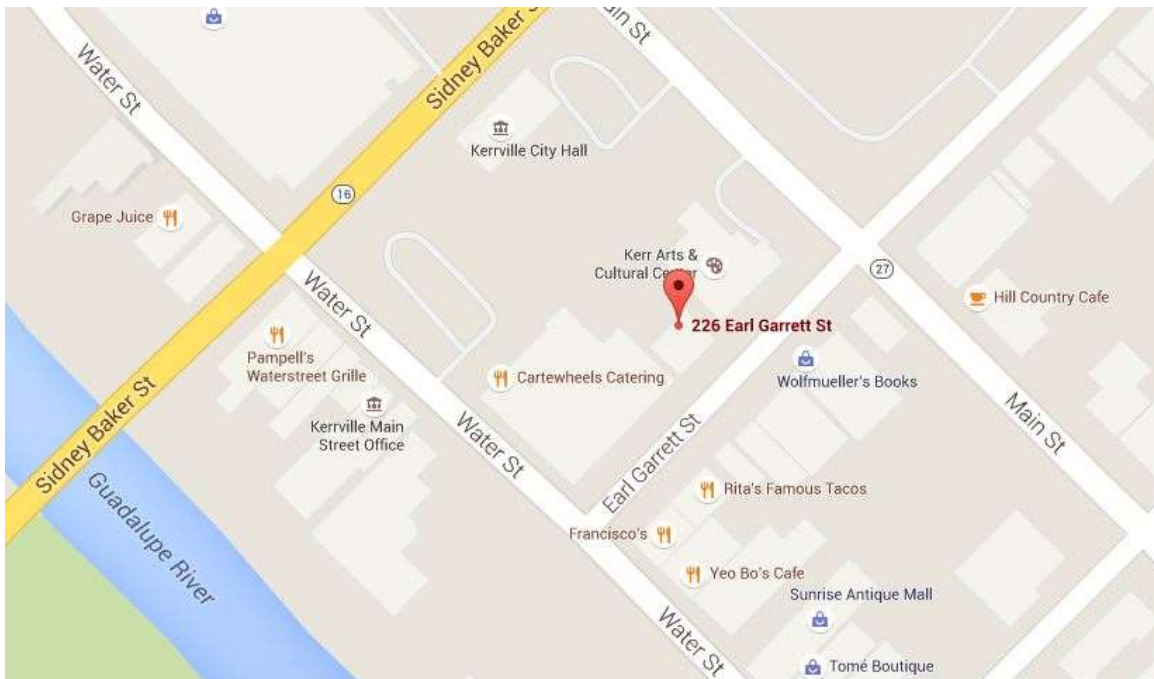 Main St
Sidney Baker St
Water St
Kerrville City Hall
16
Grape Juice
Kerr Arts &
Cultural Center
27
Water St
Hill Country Cafe
226 Earl Garrett St
Pampell's
Waterstreet Grille
Cartewheels Catering
Wolfmueller's Books
Sidney Baker St
Kerrville Main
Street Office
Main St
Water St
Earl Garrett St
Guadalupe River
Rita's Famous Tacos
Francisco's
Yeo Bo's Cafe
Sunrise Antique Mall
Water St
Tomé Boutique